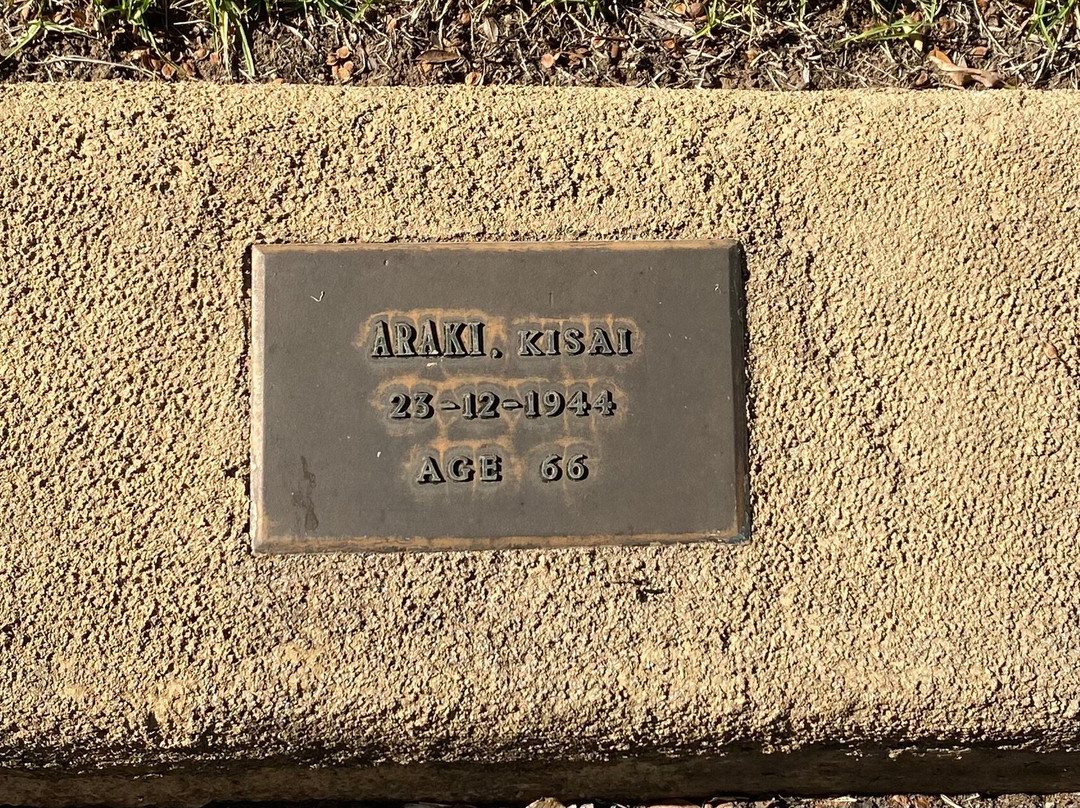 ARAKI. KISAI
23-12-1944
AGE 66